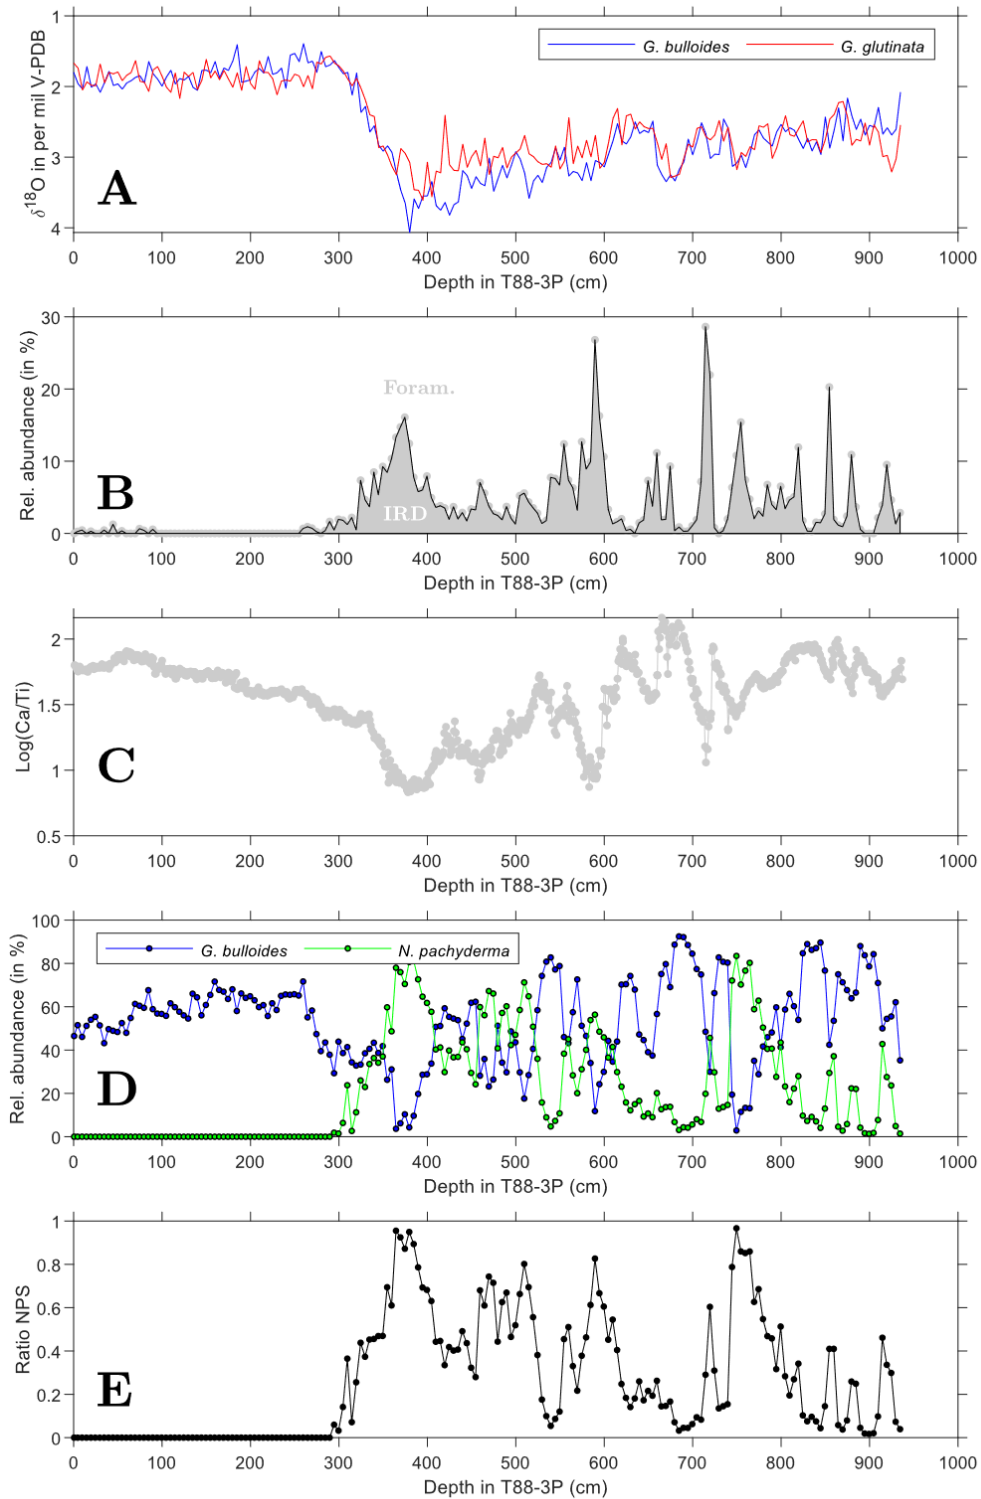 1
2
3
4
δ18O in per mil V-PDB
G. bulloides G. glutinata
A
0 100 200 300 400 500 600 700 800 900 1000
Depth in T88-3P (cm)
30
20
10
0
Rel. abundance (in %)
Foram.
B
IRD
0 100 200 300 400 500 600 700 800 900 1000
Depth in T88-3P (cm)
2
1.5
1
0.5
Log(Ca/Ti)
C
0 100 200 300 400 500 600 700 800 900 1000
Depth in T88-3P (cm)
100
80
60
40
20
0
Rel. abundance (in %)
G. bulloides N. pachyderma
D
0 100 200 300 400 500 600 700 800 900 1000
Depth in T88-3P (cm)
1
0.8
0.6
0.4
0.2
0
Ratio NPS
E
0 100 200 300 400 500 600 700 800 900 1000
Depth in T88-3P (cm)